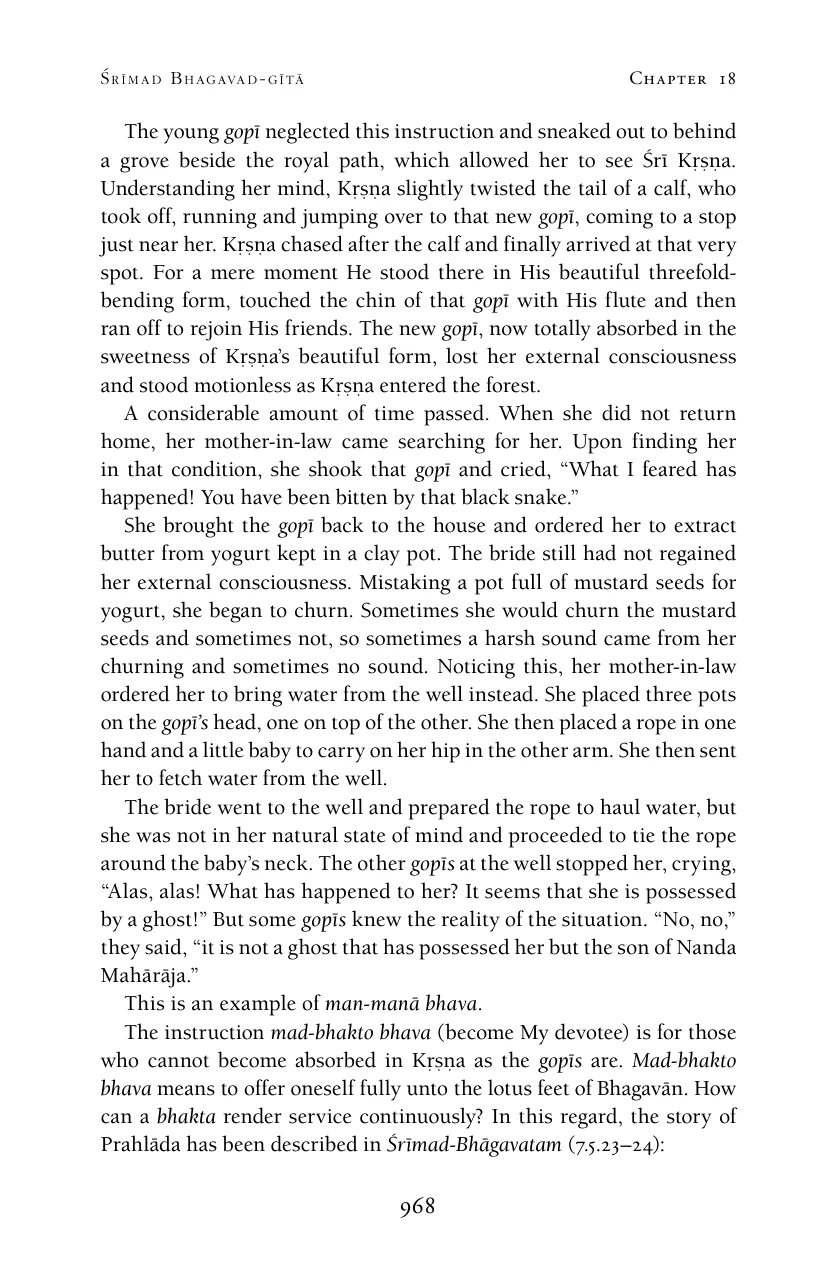 Śrīmad Bhagavad-gītā Chapter 18
The young gopī neglected this instruction and sneaked out to behind
a grove beside the royal path, which allowed her to see Śrī Kṛṣṇa.
Understanding her mind, Kṛṣṇa slightly twisted the tail of a calf, who
took off, running and jumping over to that new gopī, coming to a stop
just near her. Kṛṣṇa chased after the calf and finally arrived at that very
spot. For a mere moment He stood there in His beautiful threefold-
bending form, touched the chin of that gopī with His flute and then
ran off to rejoin His friends. The new gopī, now totally absorbed in the
sweetness of Kṛṣṇa’s beautiful form, lost her external consciousness
and stood motionless as Kṛṣṇa entered the forest.
A considerable amount of time passed. When she did not return
home, her mother-in-law came searching for her. Upon finding her
in that condition, she shook that gopī and cried, “What I feared has
happened! You have been bitten by that black snake.”
She brought the gopī back to the house and ordered her to extract
butter from yogurt kept in a clay pot. The bride still had not regained
her external consciousness. Mistaking a pot full of mustard seeds for
yogurt, she began to churn. Sometimes she would churn the mustard
seeds and sometimes not, so sometimes a harsh sound came from her
churning and sometimes no sound. Noticing this, her mother-in-law
ordered her to bring water from the well instead. She placed three pots
on the gopī’s head, one on top of the other. She then placed a rope in one
hand and a little baby to carry on her hip in the other arm. She then sent
her to fetch water from the well.
The bride went to the well and prepared the rope to haul water, but
she was not in her natural state of mind and proceeded to tie the rope
around the baby’s neck. The other gopīs at the well stopped her, crying,
“Alas, alas! What has happened to her? It seems that she is possessed
by a ghost!” But some gopīs knew the reality of the situation. “No, no,”
they said, “it is not a ghost that has possessed her but the son of Nanda
Mahārāja.”
This is an example of man-manā bhava.
The instruction mad-bhakto bhava (become My devotee) is for those
who cannot become absorbed in Kṛṣṇa as the gopīs are. Mad-bhakto
bhava means to offer oneself fully unto the lotus feet of Bhagavān. How
can a bhakta render service continuously? In this regard, the story of
Prahlāda has been described in Śrīmad-Bhāgavatam (7.5.23–24):
968